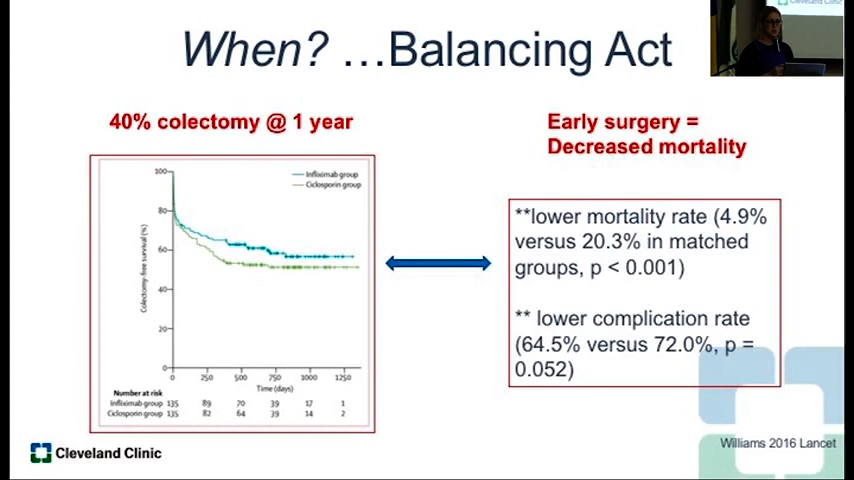 Cleveland Clinic
When? …Balancing Act
40% colectomy @ 1 year
Early surgery =
Decreased mortality
100
80
60
40
20
0
Colectomy-free survival (%)
Infliximab group
Ciclosporin group
0 250 500 750 1000 1250
Time (days)
Number at risk
Infliximab group 135 89 70 39 17 1
Ciclosporin group 135 82 64 39 14 2
**lower mortality rate (4.9%
versus 20.3% in matched
groups, p < 0.001)
** lower complication rate
(64.5% versus 72.0%, p =
0.052)
Williams 2016 Lancet
Cleveland Clinic